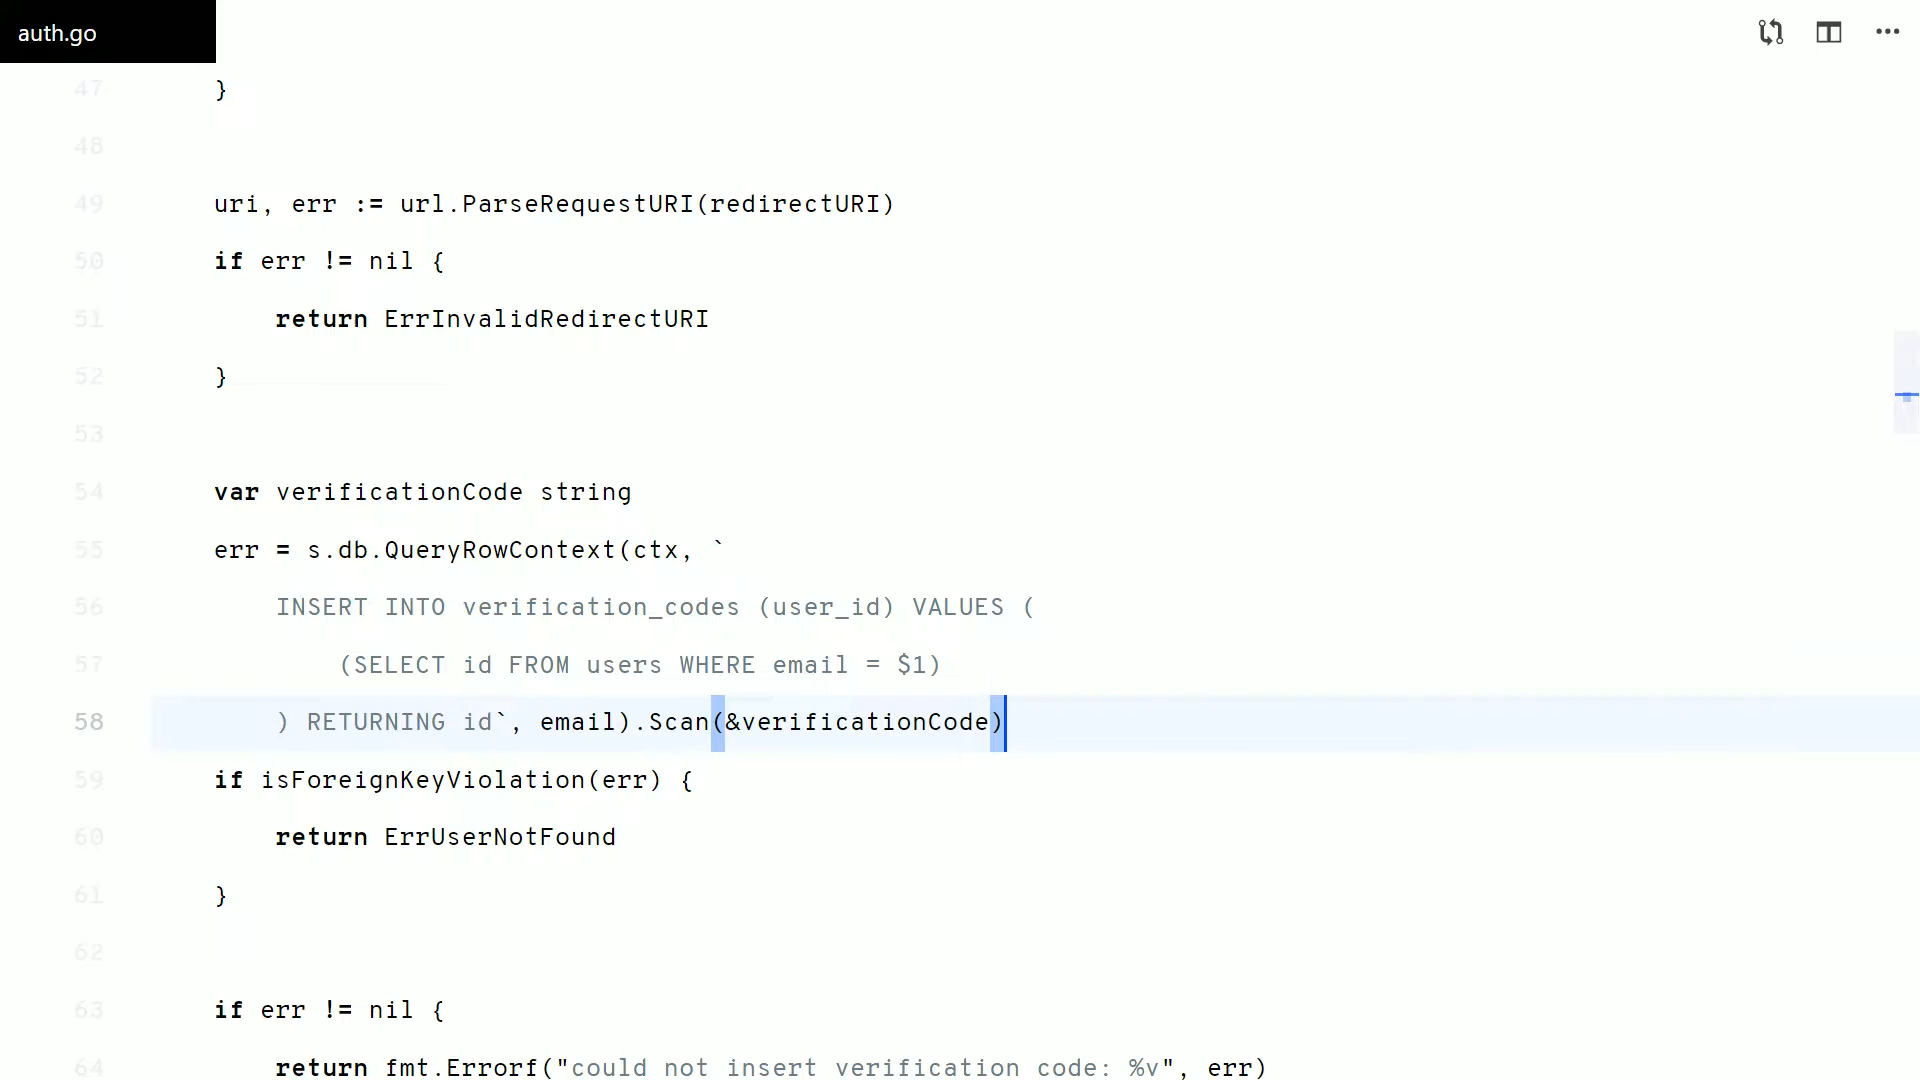 auth.go
47 }
48
49 uri, err := url.ParseRequestURI(redirectURI)
50 if err != nil {
51 return ErrInvalidRedirectURI
52 }
53
54 var verificationCode string
55 err = s.db.QueryRowContext(ctx, `
56 INSERT INTO verification_codes (user_id) VALUES (
57 (SELECT id FROM users WHERE email = $1)
58 ) RETURNING id`, email).Scan(&verificationCode)
59 if isForeignKeyViolation(err) {
60 return ErrUserNotFound
61 }
62
63 if err != nil {
64 return fmt.Errorf("could not insert verification code: %v", err)